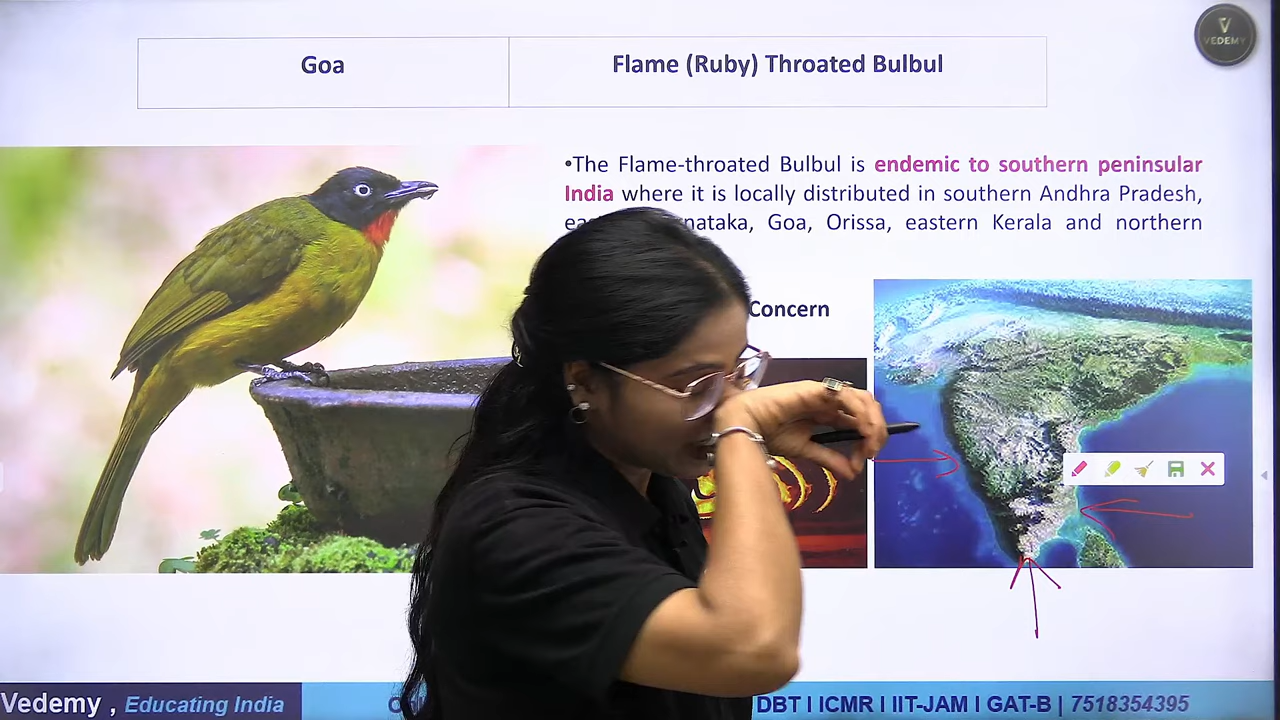 V
VEDEMY
Goa
Flame (Ruby) Throated Bulbul
•The Flame-throated Bulbul is endemic to southern peninsular
India where it is locally distributed in southern Andhra Pradesh,
nataka, Goa, Orissa, eastern Kerala and northern
Concern
Vedemy , Educating India
DBT I ICMR I IIT-JAM I GAT-B | 7518354395